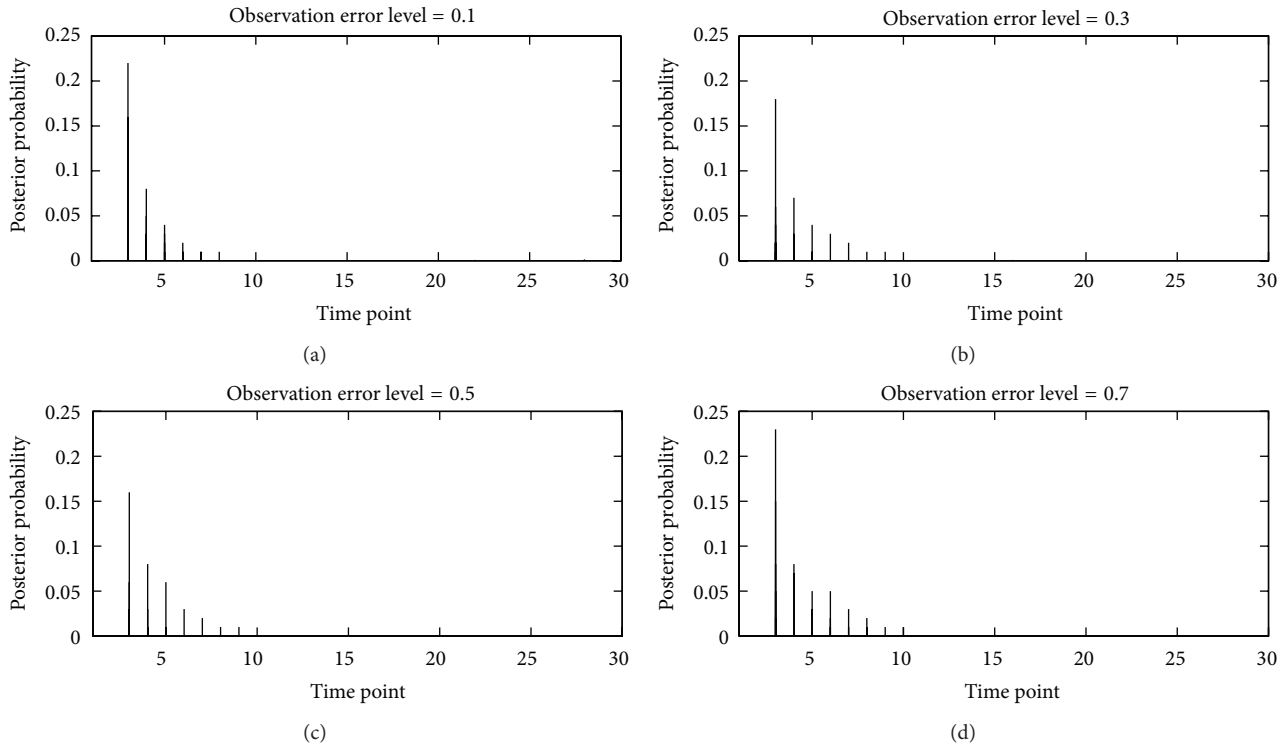 Observation error level = 0.1
0.25
0.2
0.15
0.1
0.05
0
Posterior probability
5 10 15 20 25 30
Time point
(a)
Observation error level = 0.3
0.25
0.2
0.15
0.1
0.05
0
Posterior probability
5 10 15 20 25 30
Time point
(b)
Observation error level = 0.5
0.25
0.2
0.15
0.1
0.05
0
Posterior probability
5 10 15 20 25 30
Time point
(c)
Observation error level = 0.7
0.25
0.2
0.15
0.1
0.05
0
Posterior probability
5 10 15 20 25 30
Time point
(d)